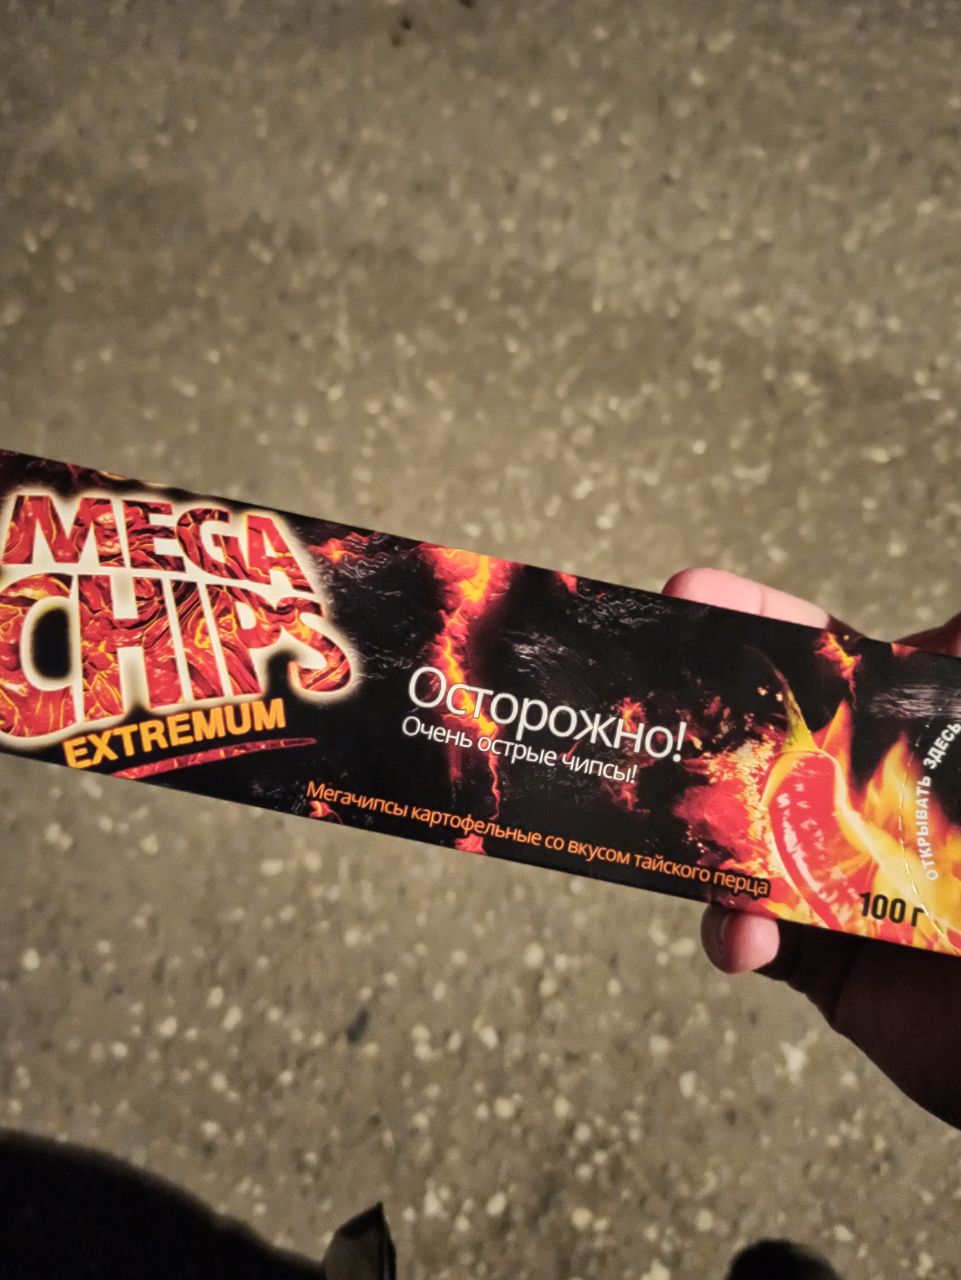 MEGA
CHIPS
EXTREMUM
Осторожно!
Очень острые чипсы!
Мегачипсы картофельные со вкусом тайского перца
100 г
ОТКРЫВАТЬ ЗДЕСЬ